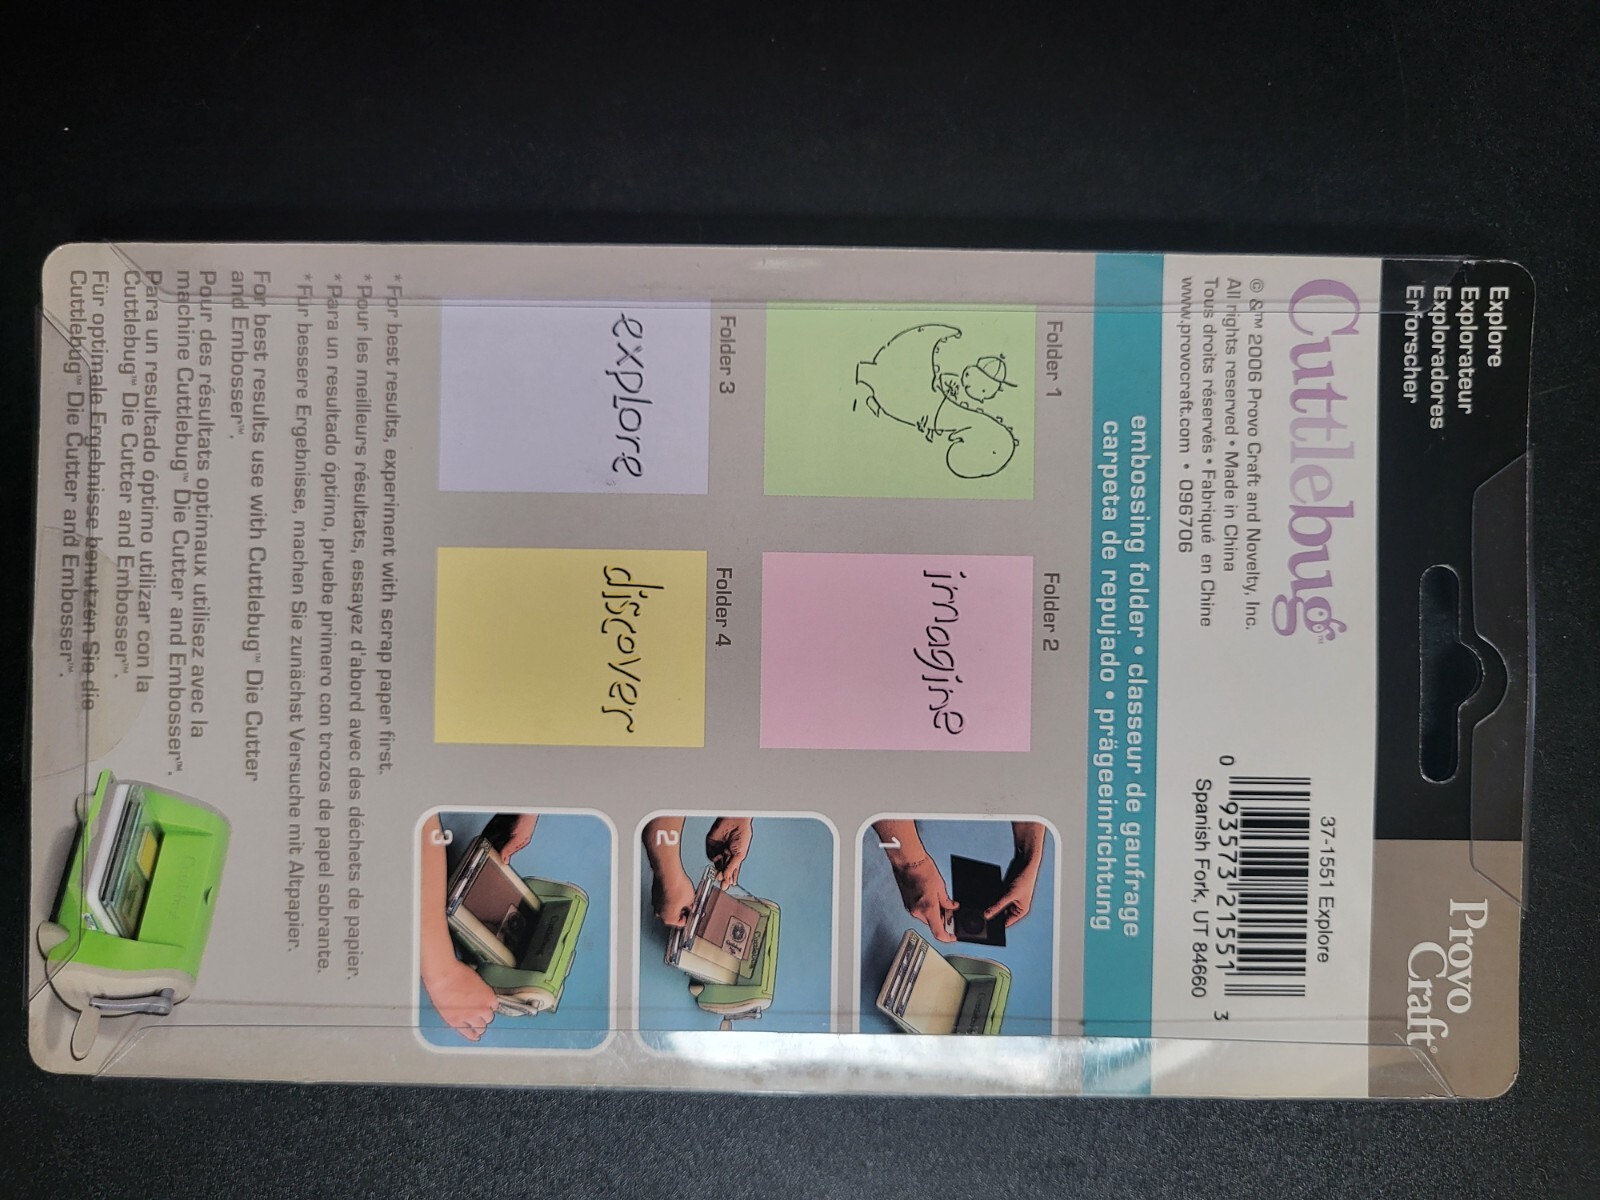 Explore
Explorateur
Exploradores
Erforscher
Provo
Craft®
Cuttlebug™
© &™ 2006 Provo Craft and Novelty, Inc.
All rights reserved • Made in China
Tous droits réservés • Fabriqué en Chine
www.provocraft.com • 096706
37-1551 Explore
0 93573 21551 3
Spanish Fork, UT 84660
embossing folder • classeur de gaufrage
carpeta de repujado • prägeeinrichtung
Folder 1
Folder 2
imagine
Folder 3
explore
Folder 4
discover
1
2
3
*For best results, experiment with scrap paper first.
*Pour les meilleurs résultats, essayez d'abord avec des déchets de papier.
*Para un resultado óptimo, pruebe primero con trozos de papel sobrante.
*Für bessere Ergebnisse, machen Sie zunächst Versuche mit Altpapier.
For best results use with Cuttlebug™ Die Cutter
and Embosser™.
Pour des résultats optimaux utilisez avec la
machine Cuttlebug™ Die Cutter and Embosser™.
Para un resultado óptimo utilizar con la
Cuttlebug™ Die Cutter and Embosser™.
Für optimale Ergebnisse benutzen Sie die
Cuttlebug™ Die Cutter and Embosser™.